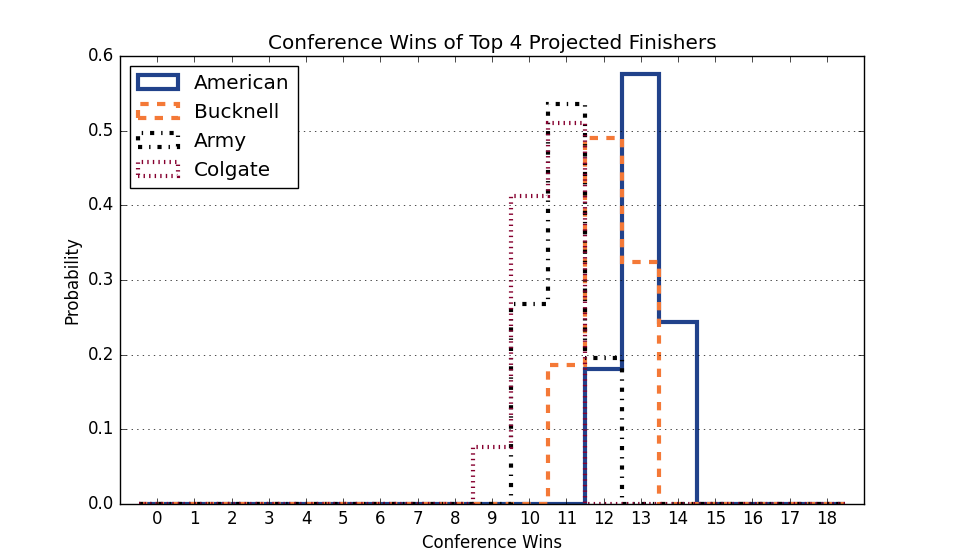 Conference Wins of Top 4 Projected Finishers
0.6
American
Bucknell
Army
Colgate
0.5
0.4
0.3
0.2
0.1
0.0
Probability
0 1 2 3 4 5 6 7 8 9 10 11 12 13 14 15 16 17 18
Conference Wins